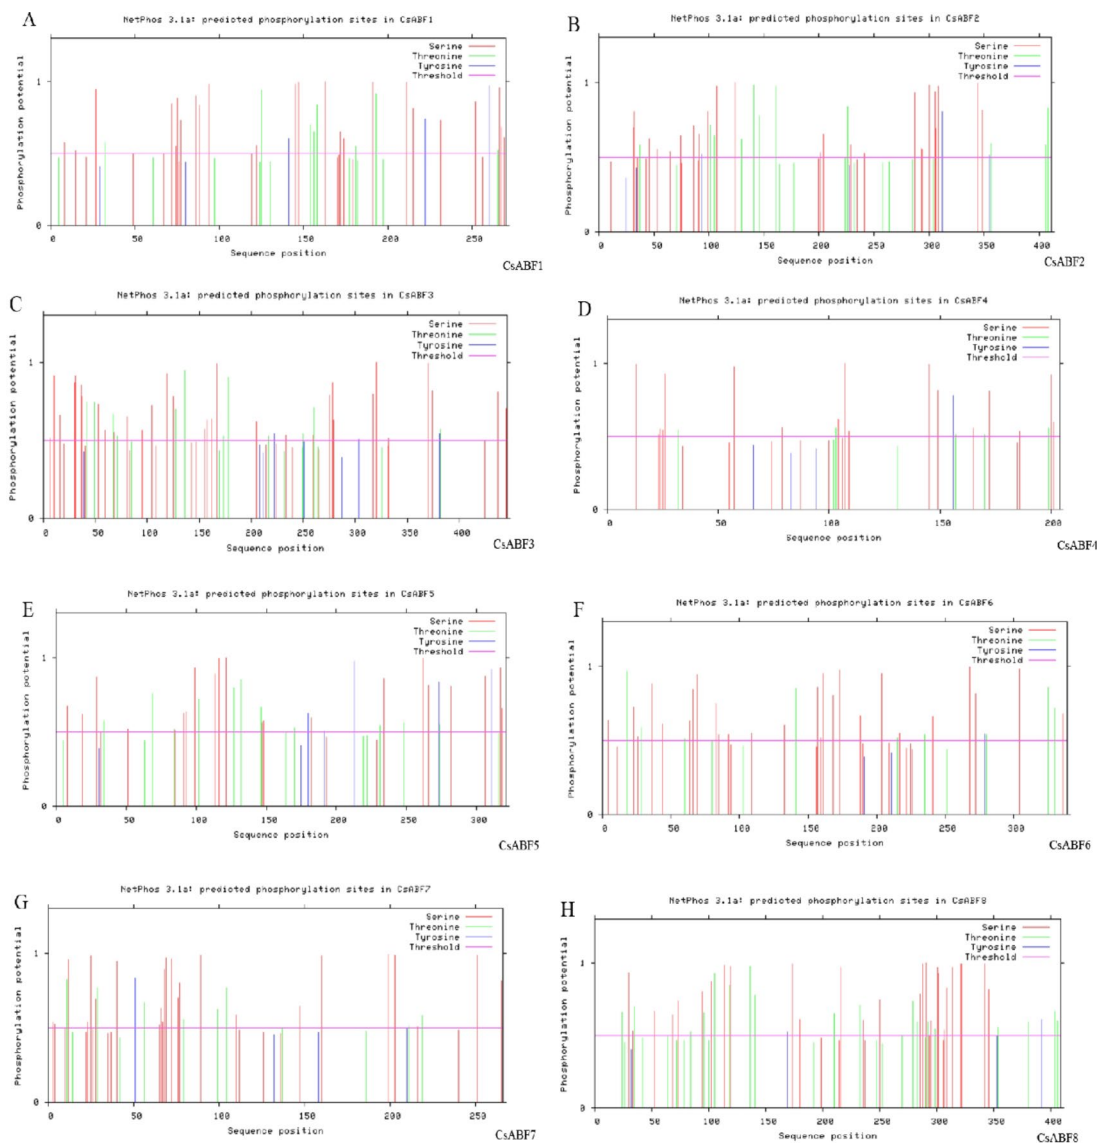 A
NetPhos 3.1a: predicted phosphorylation sites in CsABF1
Serine
Threonine
Tyrosine
Threshold
Phosphorylation potential
1
0
0 50 100 150 200 250
Sequence position
CsABF1
B
NetPhos 3.1a: predicted phosphorylation sites in CsABF2
Serine
Threonine
Tyrosine
Threshold
Phosphorylation potential
1
0
0 50 100 150 200 250 300 350 400
Sequence position
CsABF2
C
NetPhos 3.1a: predicted phosphorylation sites in CsABF3
Serine
Threonine
Tyrosine
Threshold
Phosphorylation potential
1
0
0 50 100 150 200 250 300 350 400
Sequence position
CsABF3
D
NetPhos 3.1a: predicted phosphorylation sites in CsABF4
Serine
Threonine
Tyrosine
Threshold
Phosphorylation potential
1
0
0 50 100 150 200
Sequence position
CsABF4
E
NetPhos 3.1a: predicted phosphorylation sites in CsABF5
Serine
Threonine
Tyrosine
Threshold
Phosphorylation potential
1
0
0 50 100 150 200 250 300
Sequence position
CsABF5
F
NetPhos 3.1a: predicted phosphorylation sites in CsABF6
Serine
Threonine
Tyrosine
Threshold
Phosphorylation potential
1
0
0 50 100 150 200 250 300
Sequence position
CsABF6
G
NetPhos 3.1a: predicted phosphorylation sites in CsABF7
Serine
Threonine
Tyrosine
Threshold
Phosphorylation potential
1
0
0 50 100 150 200 250
Sequence position
CsABF7
H
NetPhos 3.1a: predicted phosphorylation sites in CsABF8
Serine
Threonine
Tyrosine
Threshold
Phosphorylation potential
1
0
0 50 100 150 200 250 300 350 400
Sequence position
CsABF8